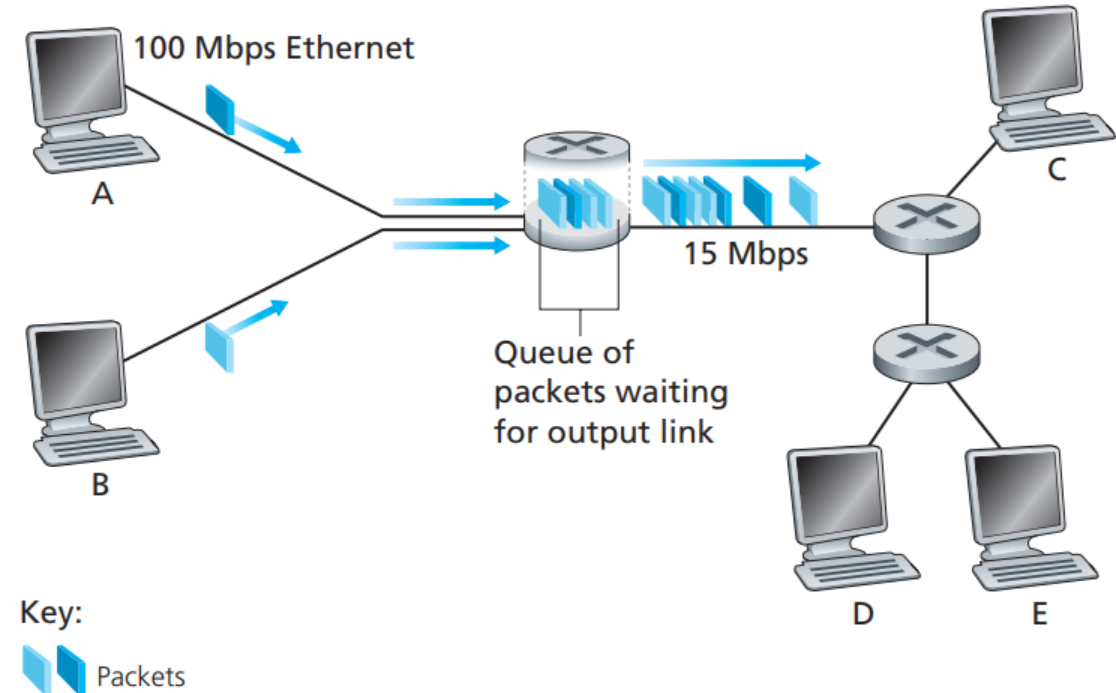 100 Mbps Ethernet
A
C
15 Mbps
Queue of
packets waiting
for output link
B
D
E
Key:
Packets